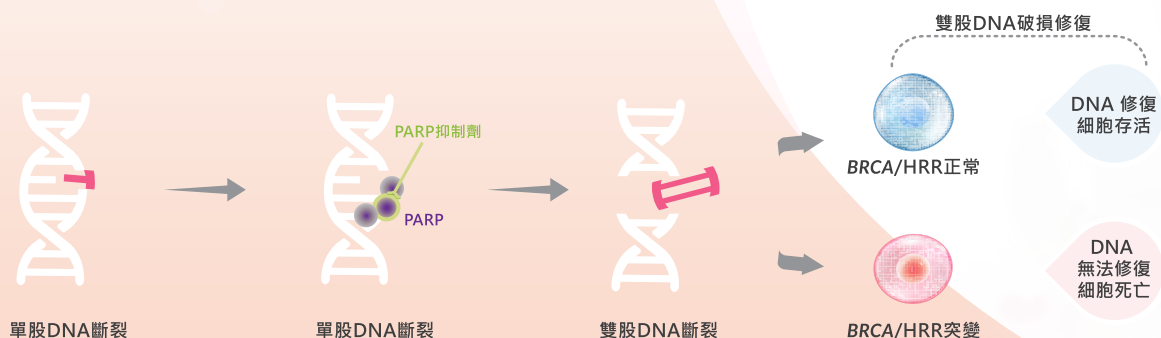 雙股DNA破損修復
PARP抑制劑
PARP
BRCA/HRR正常
DNA 修復
細胞存活
DNA
無法修復
細胞死亡
單股DNA斷裂
單股DNA斷裂
雙股DNA斷裂
BRCA/HRR突變